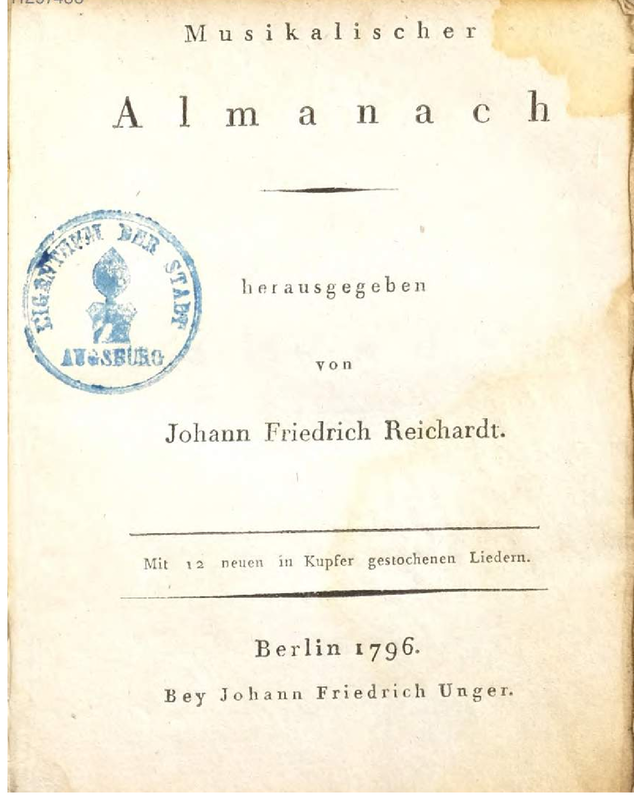 Musikalischer
Almanach
herausgegeben
von
Johann Friedrich Reichardt.
Mit 12 neuen in Kupfer gestochenen Liedern.
Berlin 1796.
Bey Johann Friedrich Unger.
EIGENTHUM DER STADT
AUGSBURG